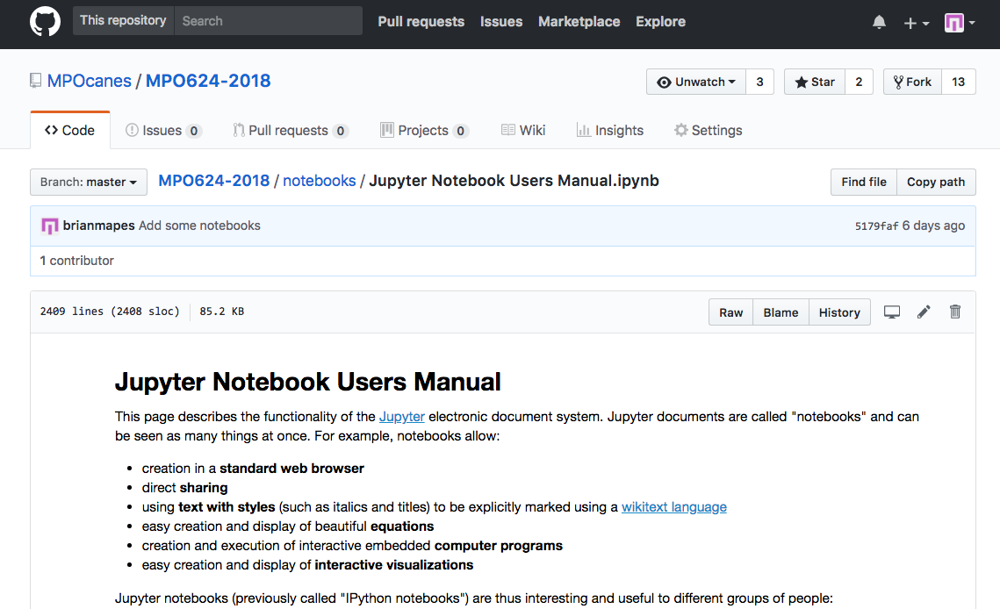 This repository Search Pull requests Issues Marketplace Explore
MPOcanes / MPO624-2018 Unwatch 3 Star 2 Fork 13
Code Issues 0 Pull requests 0 Projects 0 Wiki Insights Settings
Branch: master MPO624-2018 / notebooks / Jupyter Notebook Users Manual.ipynb Find file Copy path
brianmapes Add some notebooks 5179faf 6 days ago
1 contributor
2409 lines (2408 sloc) 85.2 KB Raw Blame History
Jupyter Notebook Users Manual
This page describes the functionality of the Jupyter electronic document system. Jupyter documents are called "notebooks" and can
be seen as many things at once. For example, notebooks allow:
• creation in a standard web browser
• direct sharing
• using text with styles (such as italics and titles) to be explicitly marked using a wikitext language
• easy creation and display of beautiful equations
• creation and execution of interactive embedded computer programs
• easy creation and display of interactive visualizations
Jupyter notebooks (previously called "IPython notebooks") are thus interesting and useful to different groups of people: